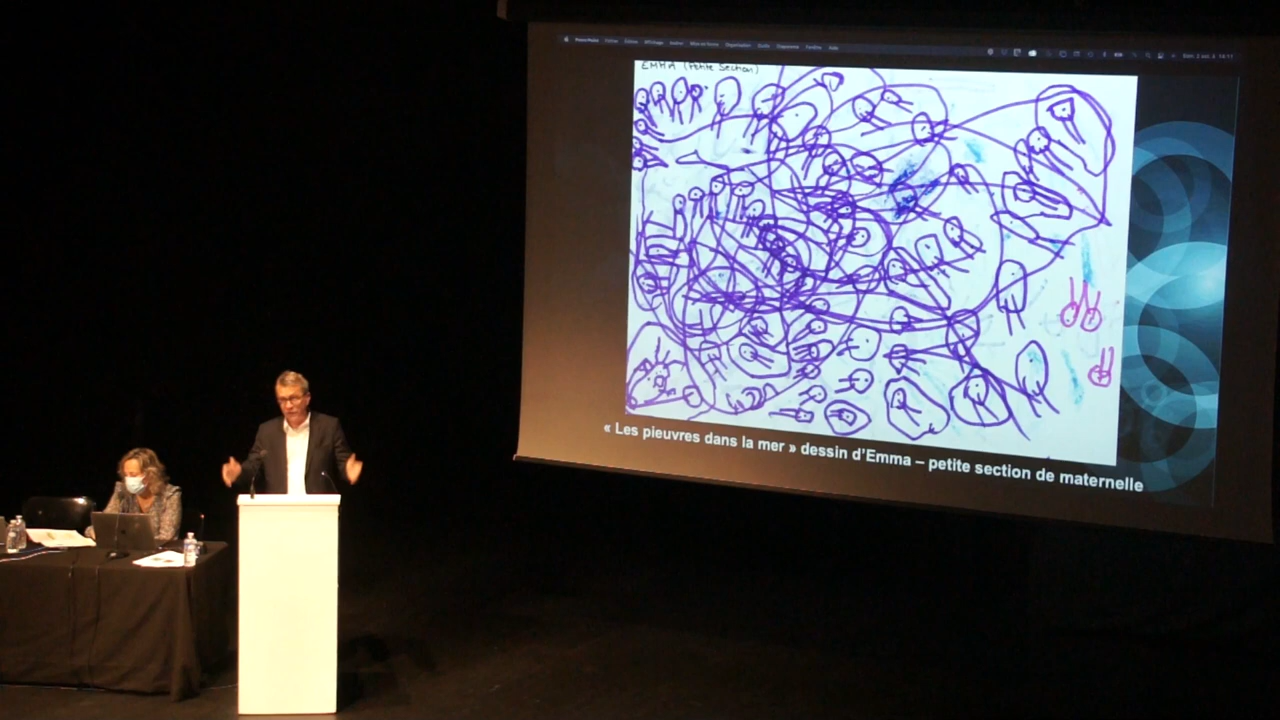 EMMA (Petite Section)
« Les pieuvres dans la mer » dessin d'Emma – petite section de maternelle